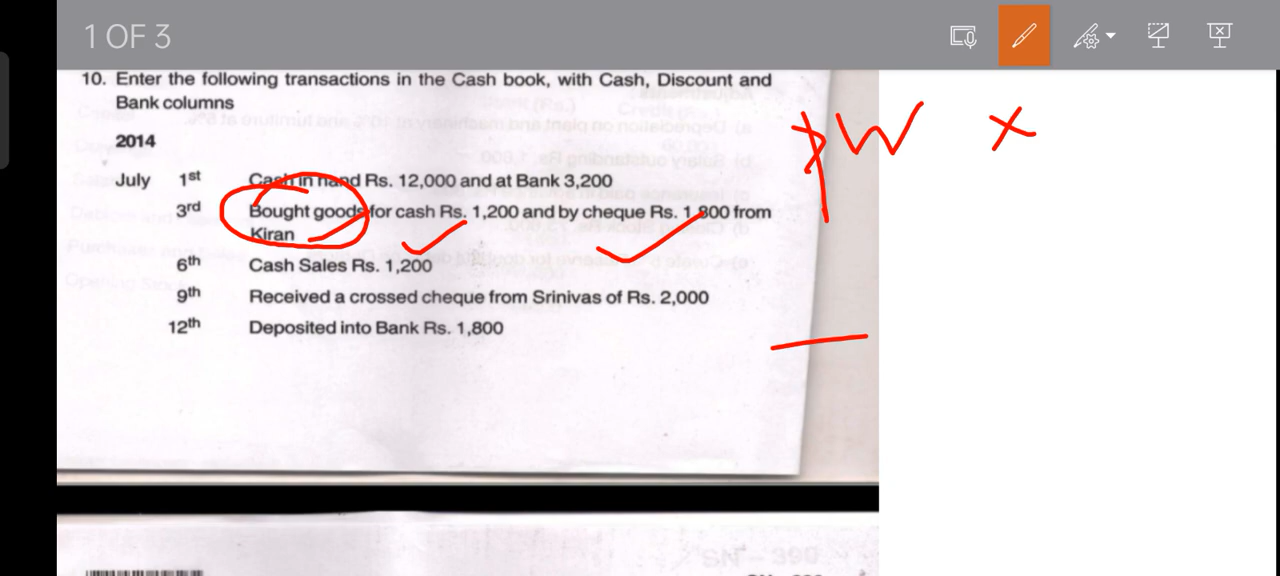 1 OF 3
10. Enter the following transactions in the Cash book, with Cash, Discount and
Bank columns
2014
July 1st Cash in hand Rs. 12,000 and at Bank 3,200
3rd Bought goods for cash Rs. 1,200 and by cheque Rs. 1,800 from
Kiran
6th Cash Sales Rs. 1,200
9th Received a crossed cheque from Srinivas of Rs. 2,000
12th Deposited into Bank Rs. 1,800